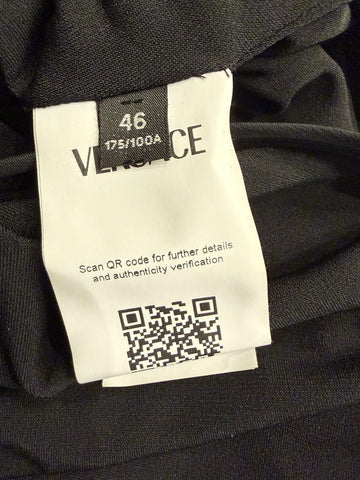 46
175/100A
VERSACE
Scan QR code for further details
and authenticity verification